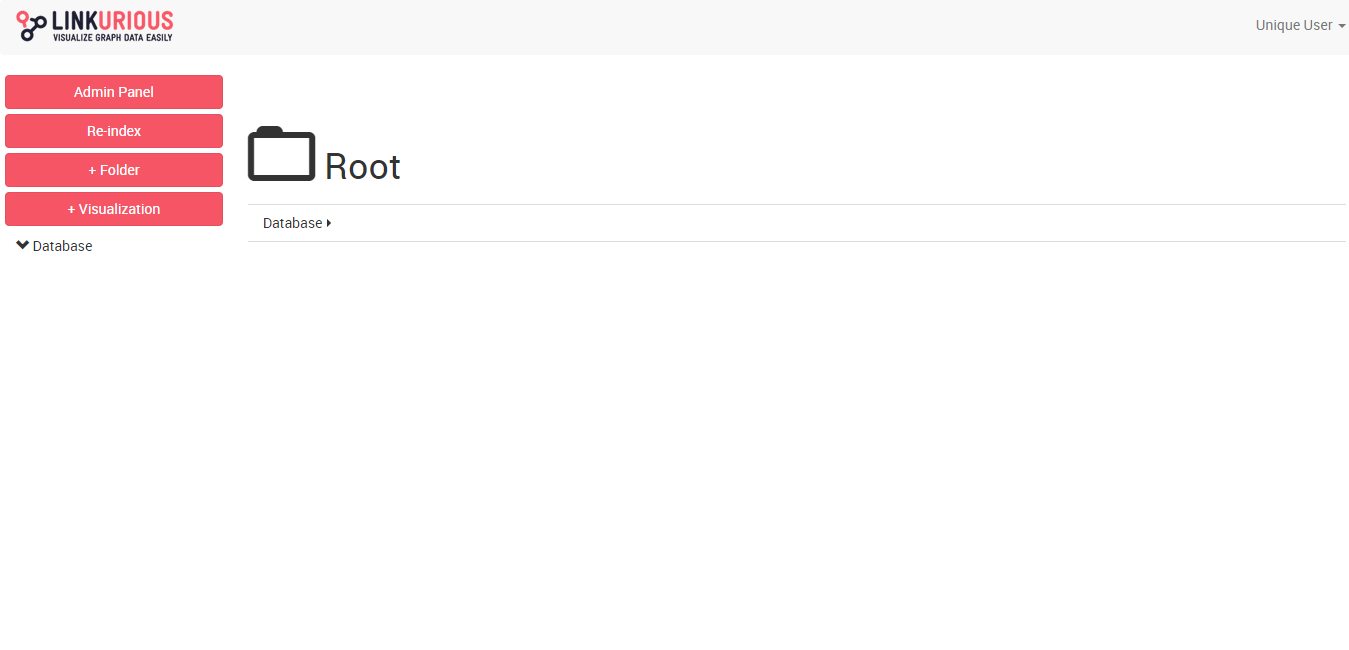 LINKURIOUS
VISUALIZE GRAPH DATA EASILY
Unique User
Admin Panel
Re-index
+ Folder
+ Visualization
Database
Root
Database